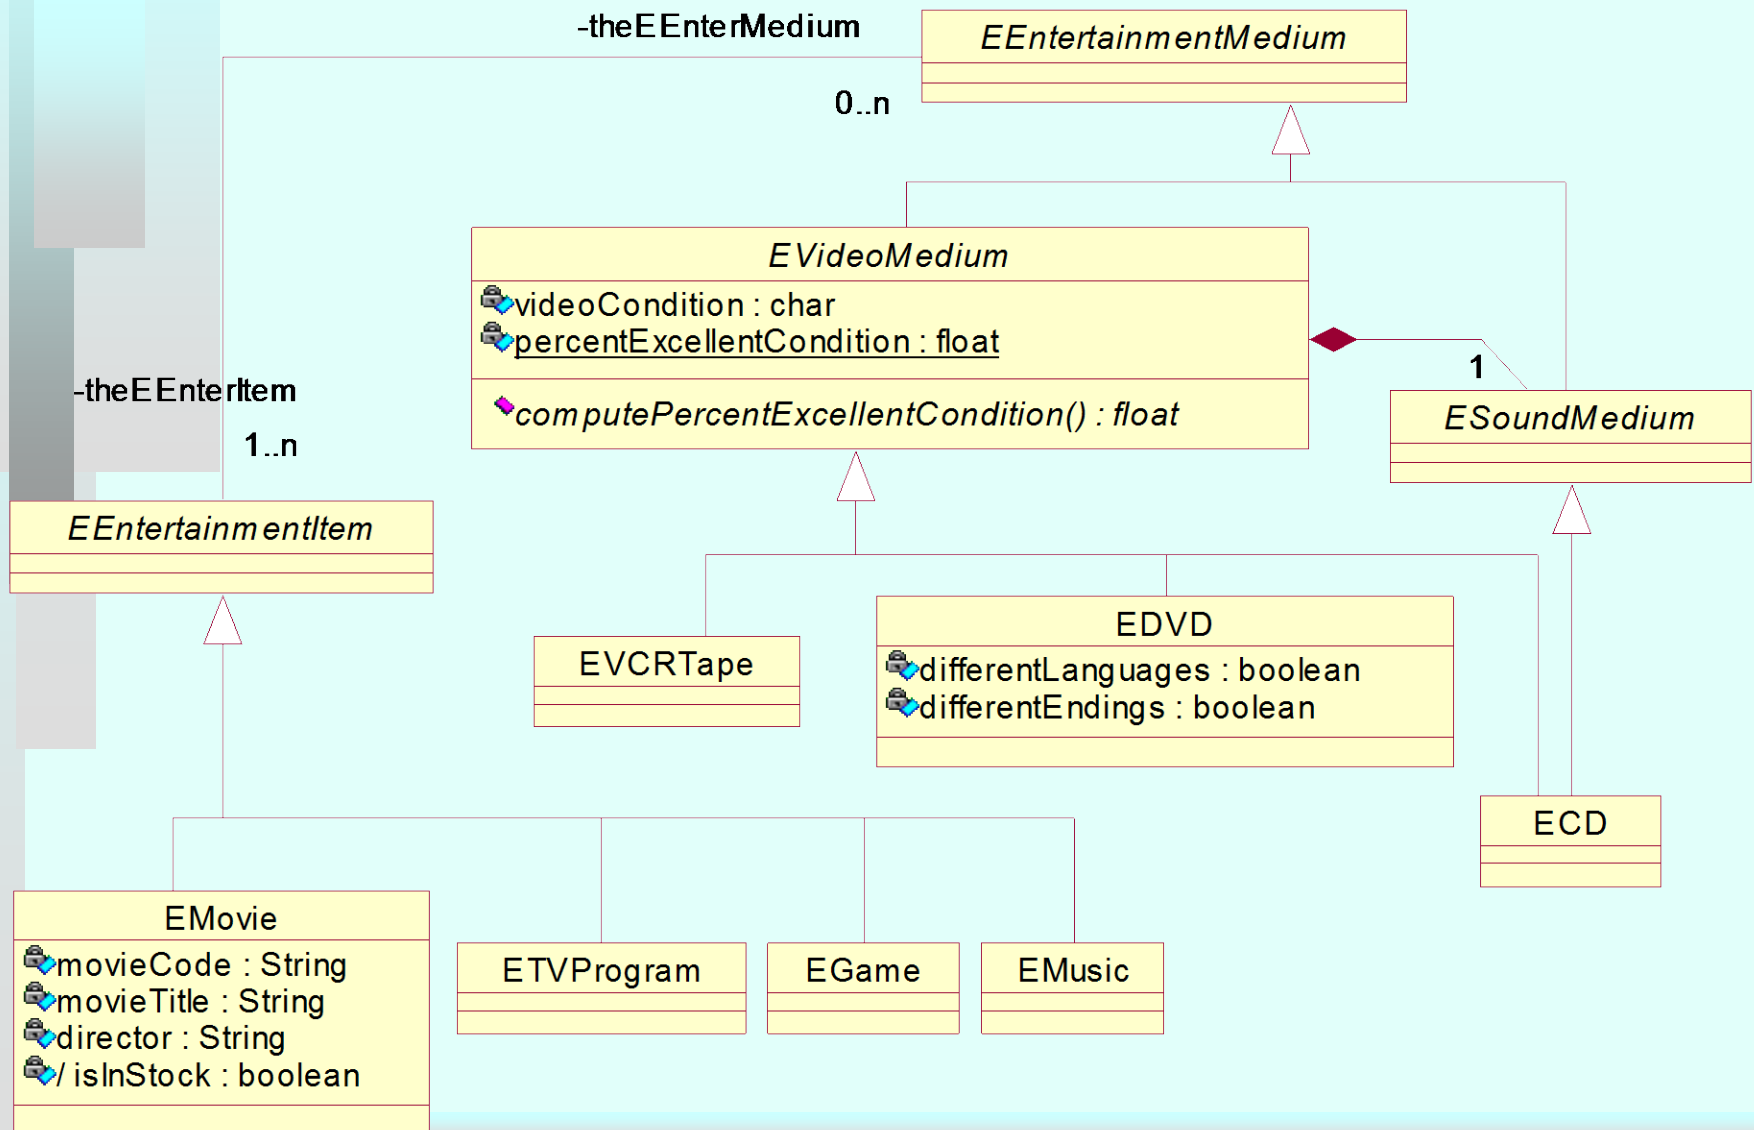 -theEEnterMedium
EEntertainmentMedium
0..n
EVideoMedium
videoCondition : char
percentExcellentCondition : float
computePercentExcellentCondition() : float
1
ESoundMedium
-theEEnterItem
1..n
EEntertainmentItem
EVCRTape
EDVD
differentLanguages : boolean
differentEndings : boolean
ECD
EMovie
movieCode : String
movieTitle : String
director : String
/ isInStock : boolean
ETVProgram
EGame
EMusic